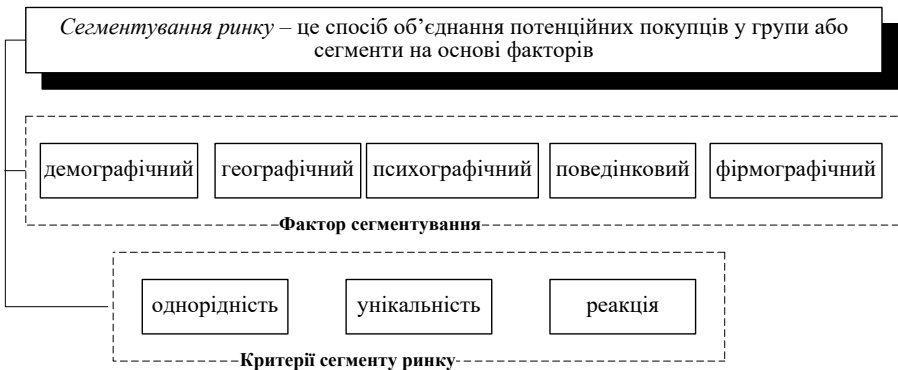 Сегментування ринку – це спосіб об’єднання потенційних покупців у групи або
сегменти на основі факторів
демографічний географічний психографічний поведінковий фірмографічний
Фактор сегментування
однорідність унікальність реакція
Критерії сегменту ринку